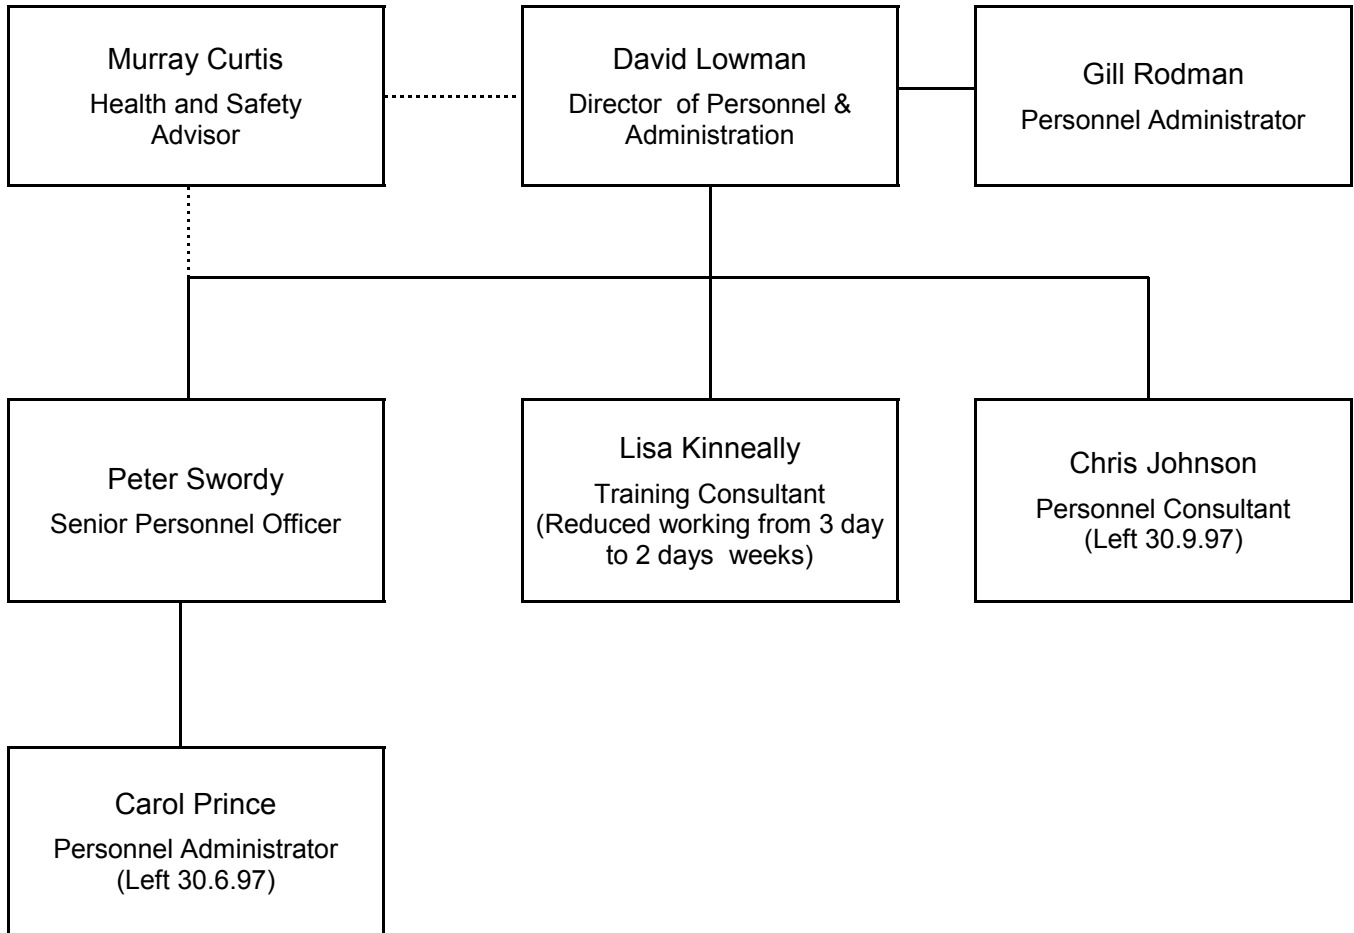 Murray Curtis
Health and Safety
Advisor
David Lowman
Director of Personnel &
Administration
Gill Rodman
Personnel Administrator
Peter Swordy
Senior Personnel Officer
Lisa Kinneally
Training Consultant
(Reduced working from 3 day
to 2 days weeks)
Chris Johnson
Personnel Consultant
(Left 30.9.97)
Carol Prince
Personnel Administrator
(Left 30.6.97)